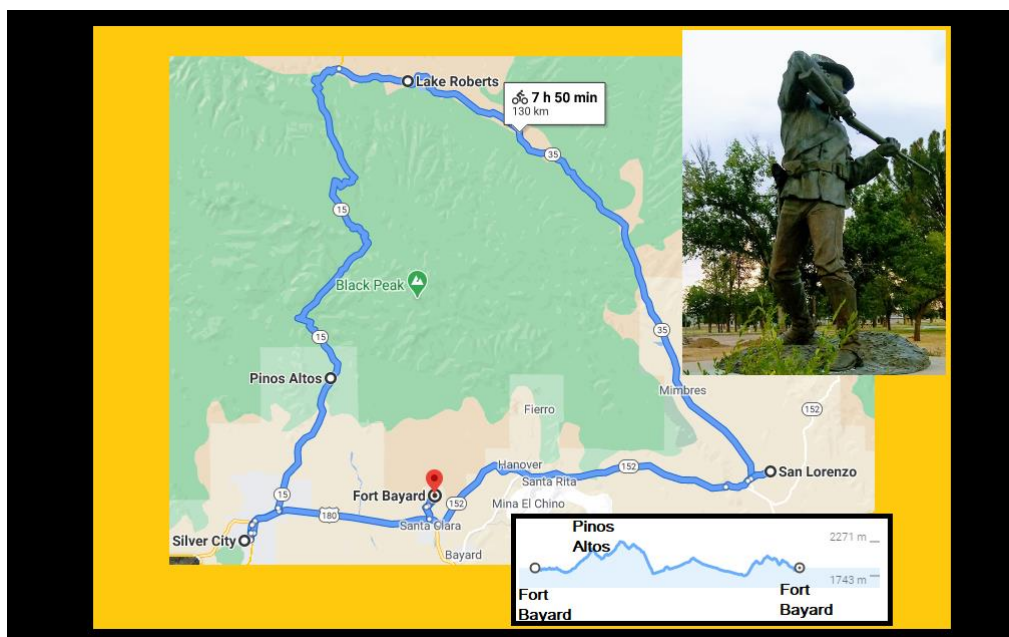 Lake Roberts
7 h 50 min
130 km
35
15
Black Peak
15
35
Pinos Altos
Mimbres
152
Fierro
Hanover
152
San Lorenzo
Santa Rita
15
Fort Bayard
152
Mina El Chino
180
Santa Clara
Silver City
Bayard
Pinos
Altos
2271 m
1743 m
Fort
Bayard
Fort
Bayard